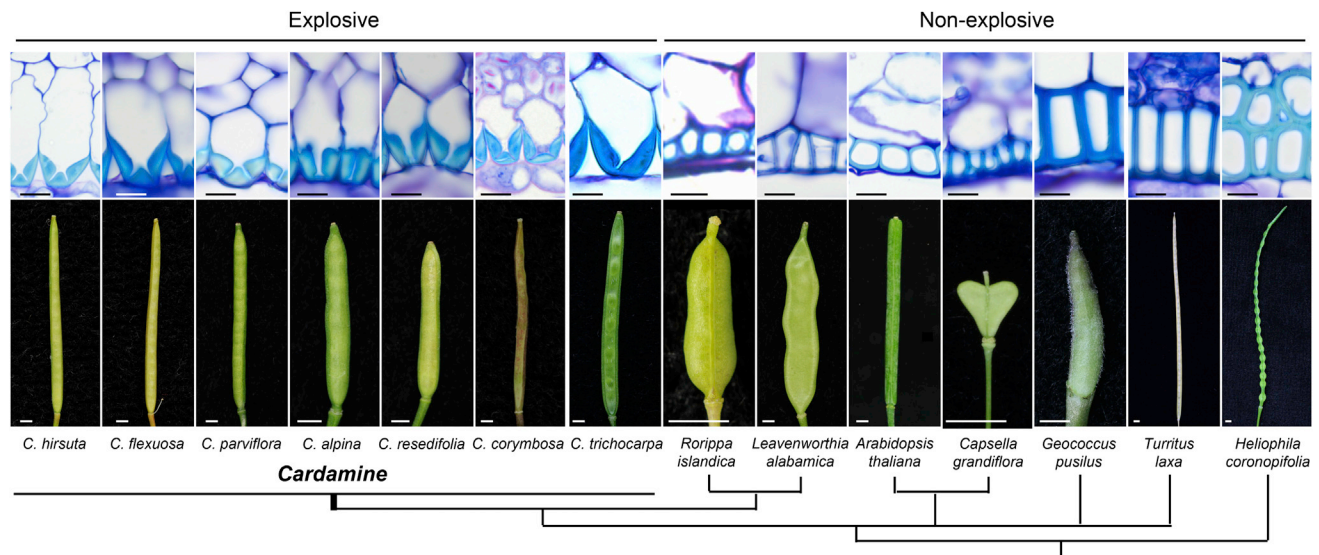 Explosive
Non-explosive
C. hirsuta
C. flexuosa
C. parviflora
C. alpina
C. resedifolia
C. corymbosa
C. trichocarpa
Rorippa
islandica
Leavenworthia
alabamica
Arabidopsis
thaliana
Capsella
grandiflora
Geococcus
pusilus
Turritus
laxa
Heliophila
coronopifolia
Cardamine